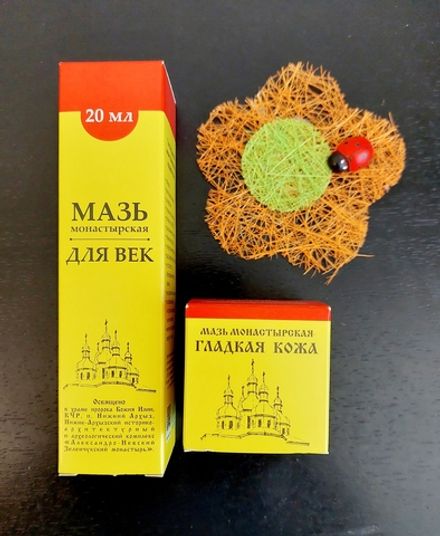 20 мл
МАЗЬ
монастырская
ДЛЯ ВЕК
Освящено
в храме пророка Божия Илии,
КЧР, п. Нижний Архыз,
Нижне-Архызский историко-
архитектурный
и археологический комплекс
«Александро-Невский
Зеленчукский монастырь».
МАЗЬ МОНАСТЫРСКАЯ
ГЛАДКАЯ КОЖА